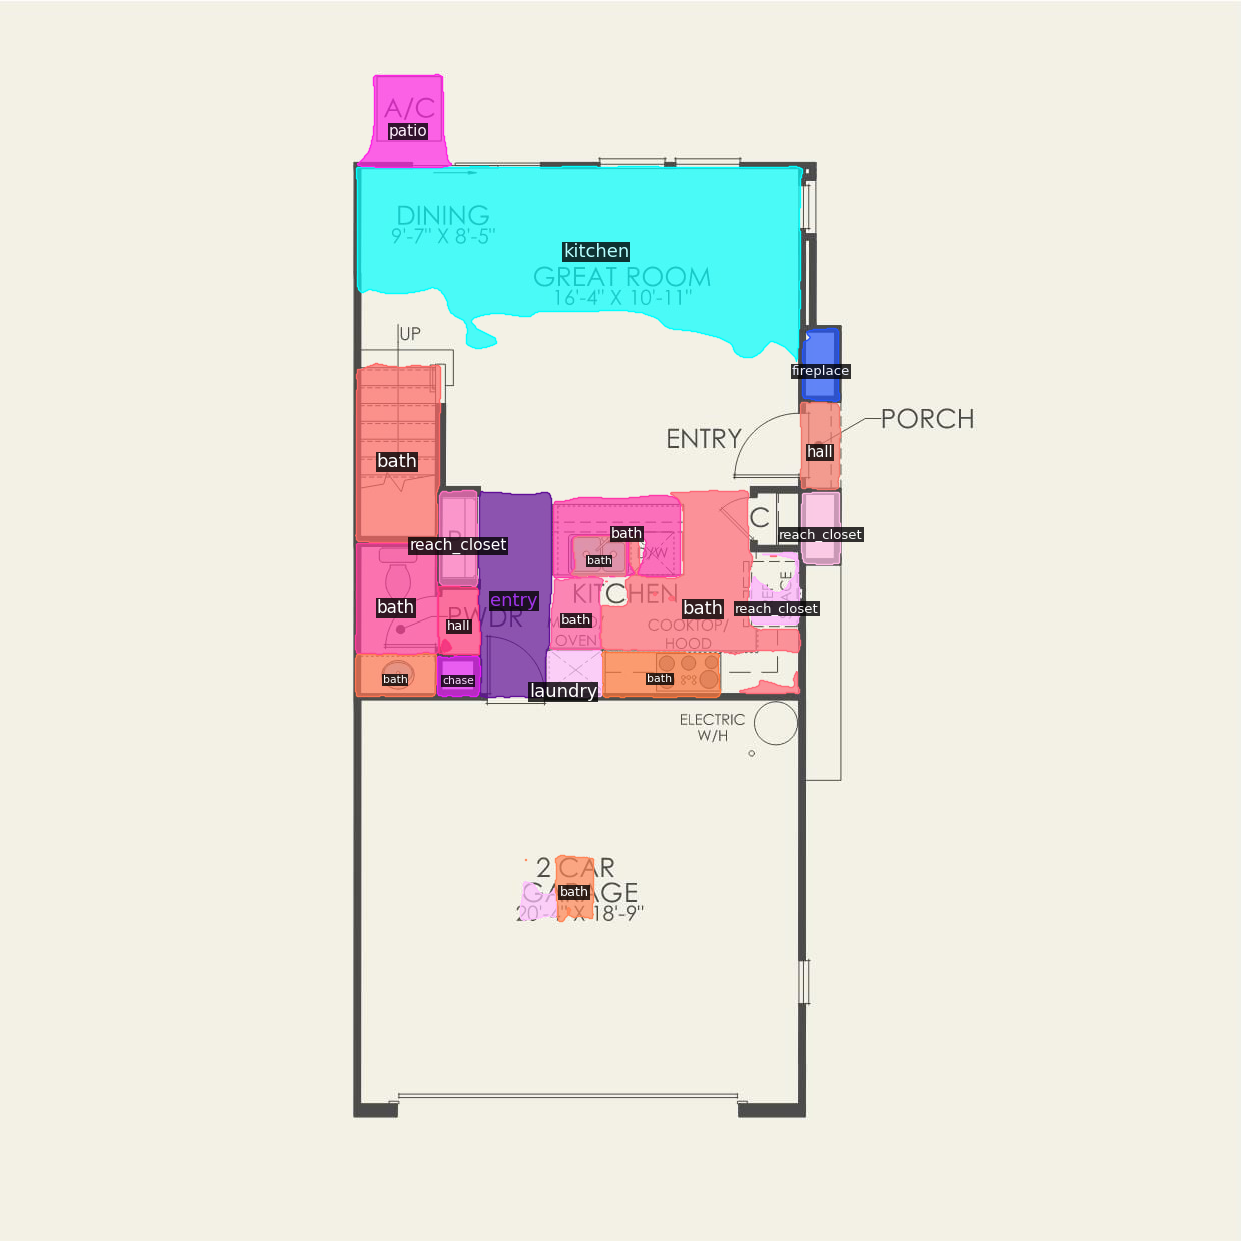 A/C
patio
DINING
9'-7" X 8'-5"
kitchen
GREAT ROOM
16'-4" X 10'-11"
UP
fireplace
PORCH
ENTRY
hall
bath
C
reach_closet
bath
reach_closet
bath
D/W
KITCHEN
entry
bath
bath
reach_closet
PWDR
hall
bath
COOKTOP/
HOOD
OVEN
bath
chase
bath
laundry
ELECTRIC
W/H
2 CAR
GARAGE
bath
20'-4" X 18'-9"